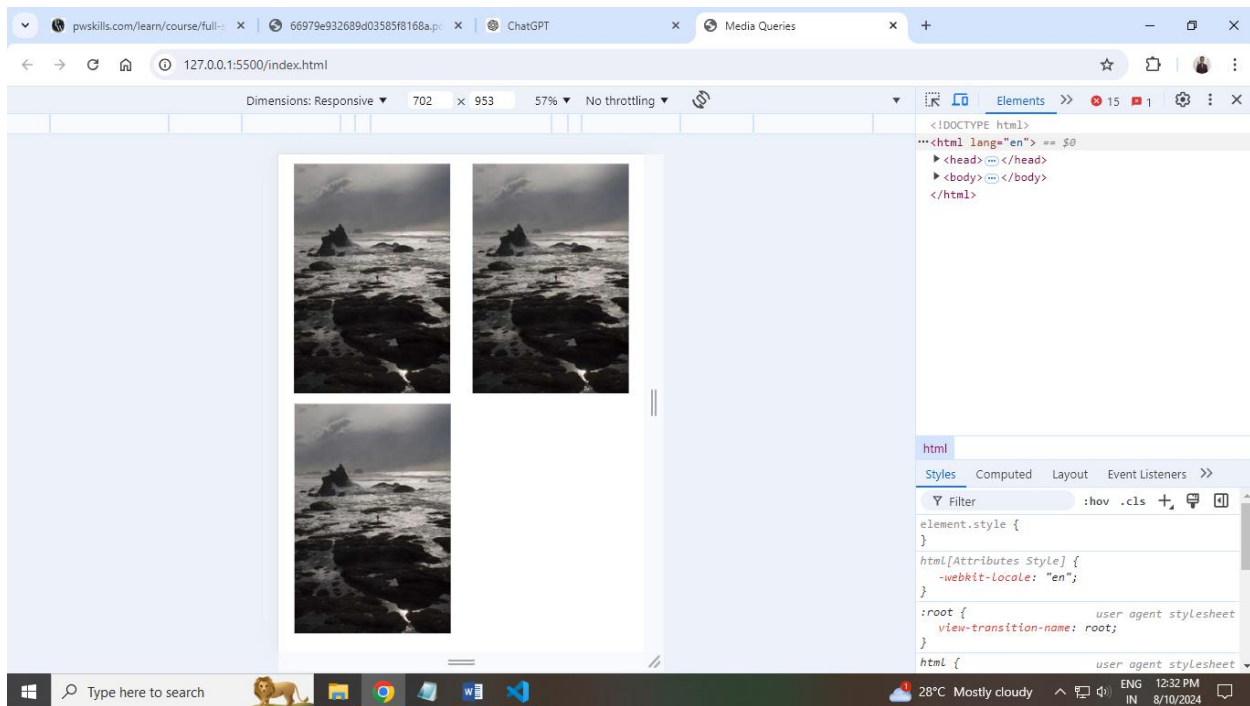 pwskills.com/learn/course/full-s
66979e932689d03585f8168a.pc
ChatGPT
Media Queries
127.0.0.1:5500/index.html
Dimensions: Responsive ▼ 702 × 953 57% ▼ No throttling ▼
Elements 15 1
<!DOCTYPE html>
···<html lang="en"> == $0
▶<head>···</head>
▶<body>···</body>
</html>
html
Styles Computed Layout Event Listeners
Filter :hov .cls
element.style {
}
html[Attributes Style] {
-webkit-locale: "en";
}
:root { user agent stylesheet
view-transition-name: root;
}
html { user agent stylesheet
Type here to search
28°C Mostly cloudy
ENG 12:32 PM
IN 8/10/2024